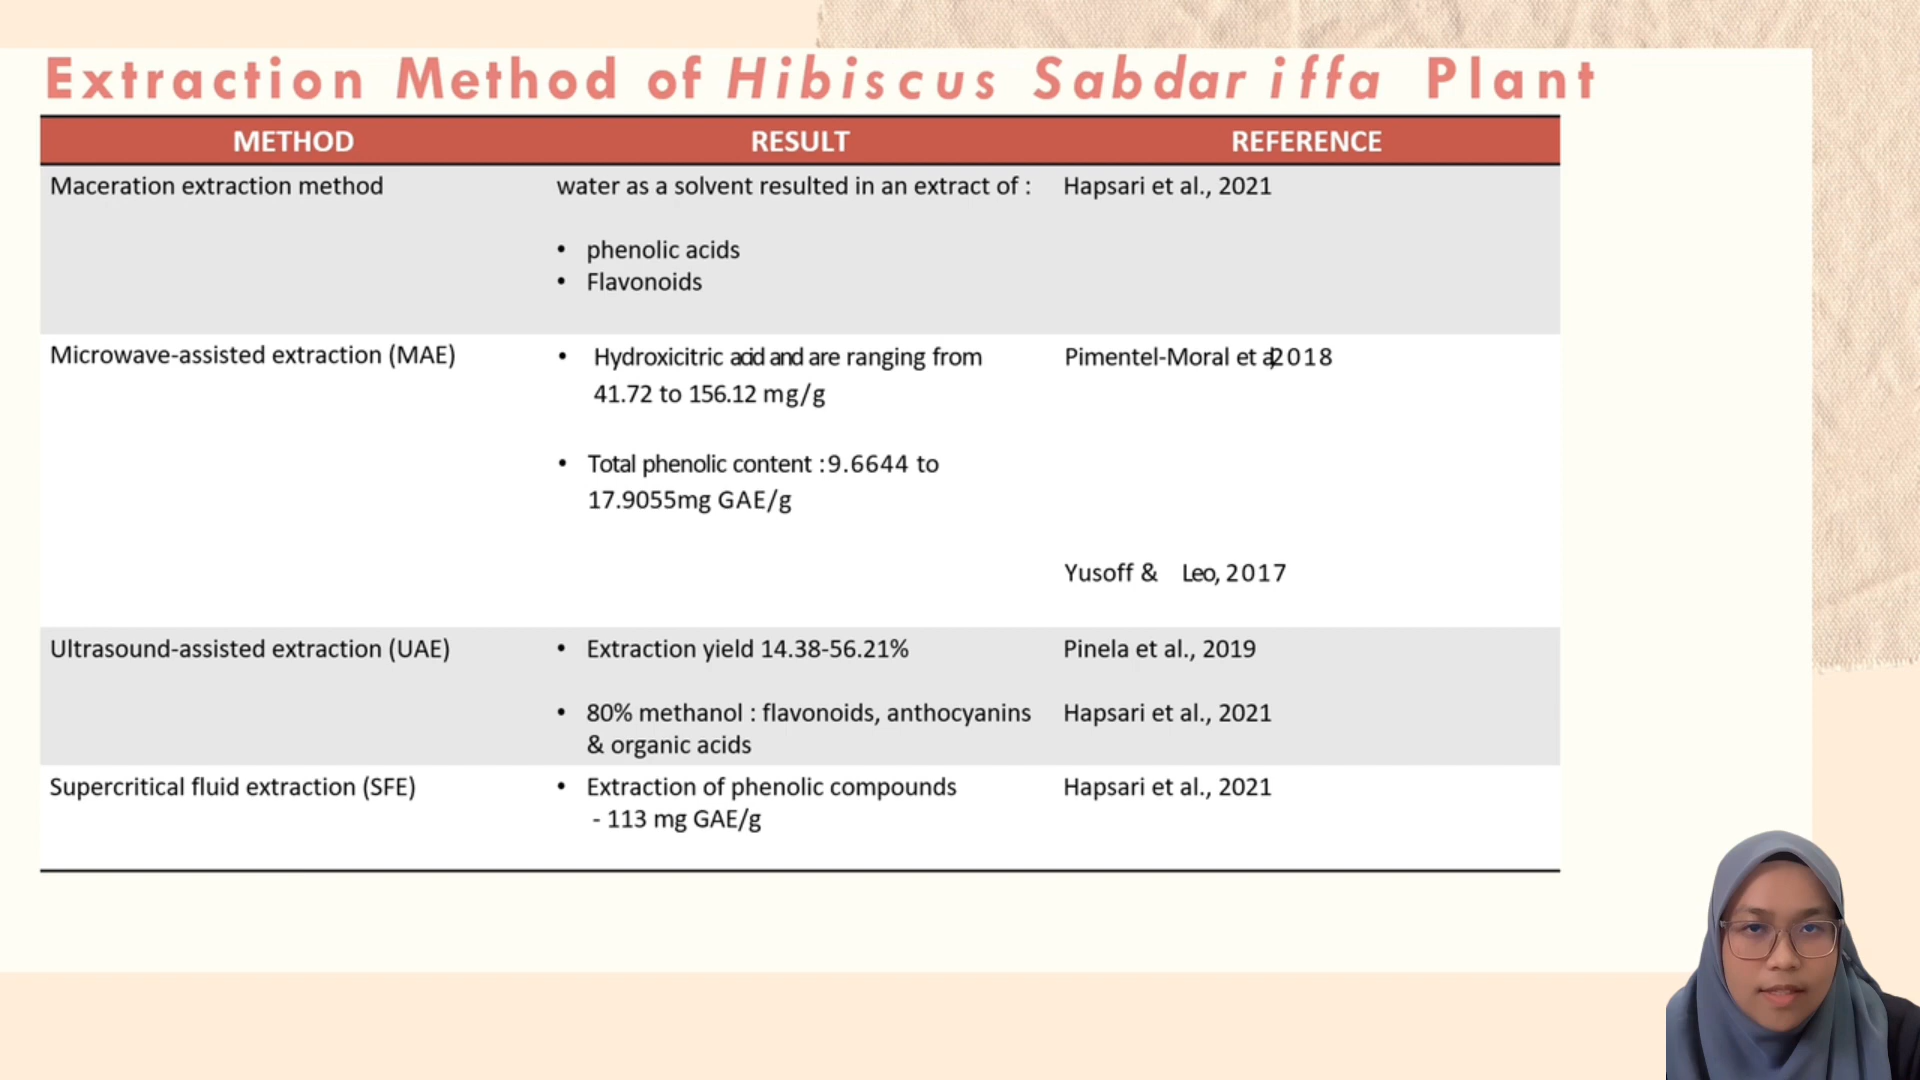 Extraction Method of Hibiscus Sabdariffa Plant
METHOD RESULT REFERENCE
Maceration extraction method water as a solvent resulted in an extract of : Hapsari et al., 2021
• phenolic acids
• Flavonoids
Microwave-assisted extraction (MAE) • Hydroxicitric acid and are ranging from Pimentel-Moral et al, 2018
41.72 to 156.12 mg/g
• Total phenolic content :9.6644 to
17.9055mg GAE/g
Yusoff & Leo, 2017
Ultrasound-assisted extraction (UAE) • Extraction yield 14.38-56.21% Pinela et al., 2019
• 80% methanol : flavonoids, anthocyanins Hapsari et al., 2021
& organic acids
Supercritical fluid extraction (SFE) • Extraction of phenolic compounds Hapsari et al., 2021
- 113 mg GAE/g